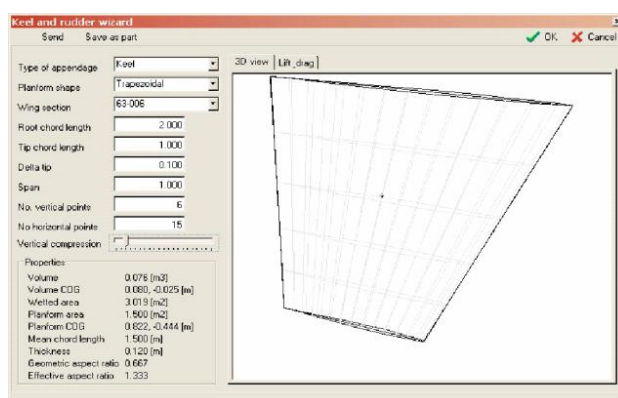 Keel and rudder wizard
Send Save as part OK Cancel
3D view Lift ,drag
Type of appendage Keel
Planform shape Trapezoidal
Wing section 63-006
Root chord length 2.000
Tip chord length 1.000
Delta tip 0.100
Span 1.000
No. vertical points 6
No horizontal points 15
Vertical compression
Properties
Volume 0.076 [m3]
Volume COG 0.080, -0.025 [m]
Wetted area 3.019 [m2]
Planform area 1.500 [m2]
Planform COG 0.822, -0.444 [m]
Mean chord length 1.500 [m]
Thickness 0.120 [m]
Geometric aspect ratio 0.667
Effective aspect ratio 1.333